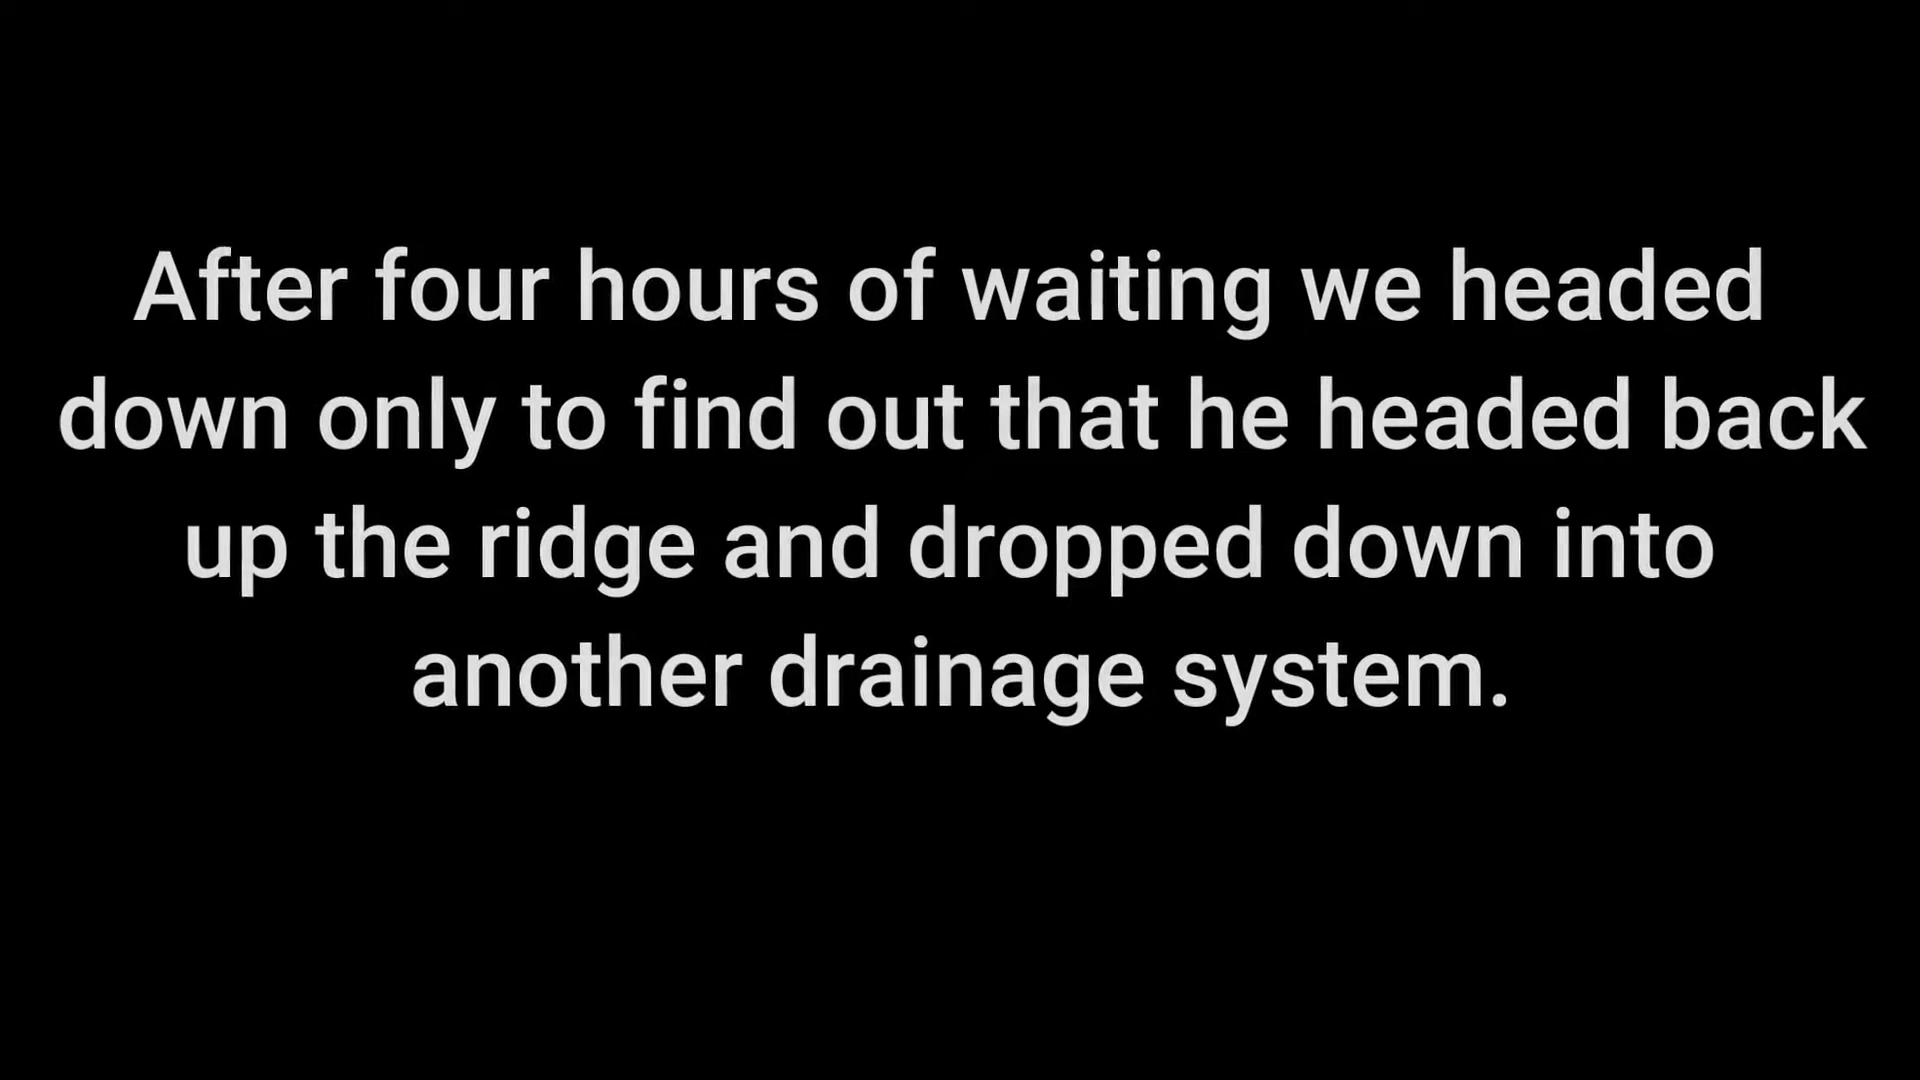 After four hours of waiting we headed
down only to find out that he headed back
up the ridge and dropped down into
another drainage system.